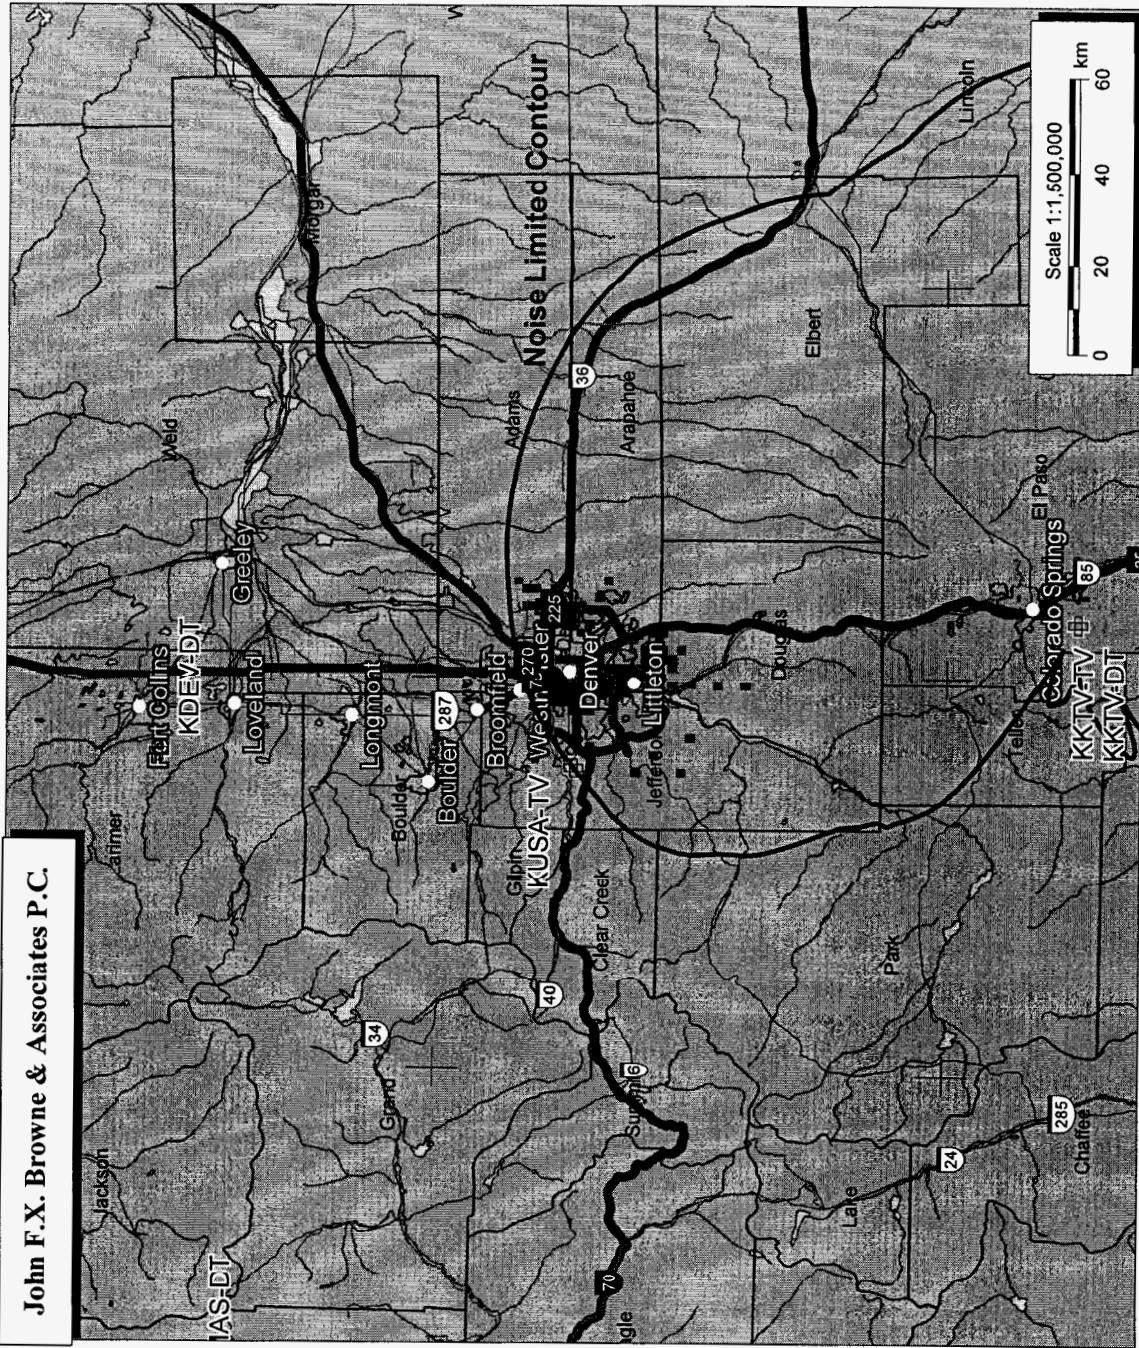 John F.X. Browne & Associates P.C.
IAS-DT
Jackson
Larimer
Fort Collins
KDEV-DT
Weld
Greeley
Loveland
Morgan
34
Grand
Longmont
Boulder
Boulder
287
Broomfield
Gilpin
KUSA-TV
270
225
Adams
Noise Limited Contour
40
36
Clear Creek
Denver
Arapahoe
70
6
Littleton
Jefferson
Douglas
Elbert
Lincoln
Lake
Park
24
285
Chaffee
Teller
El Paso
Colorado Springs
85
KKTV-TV
KKTV-DT
Scale 1:1,500,000
0 20 40 60
km